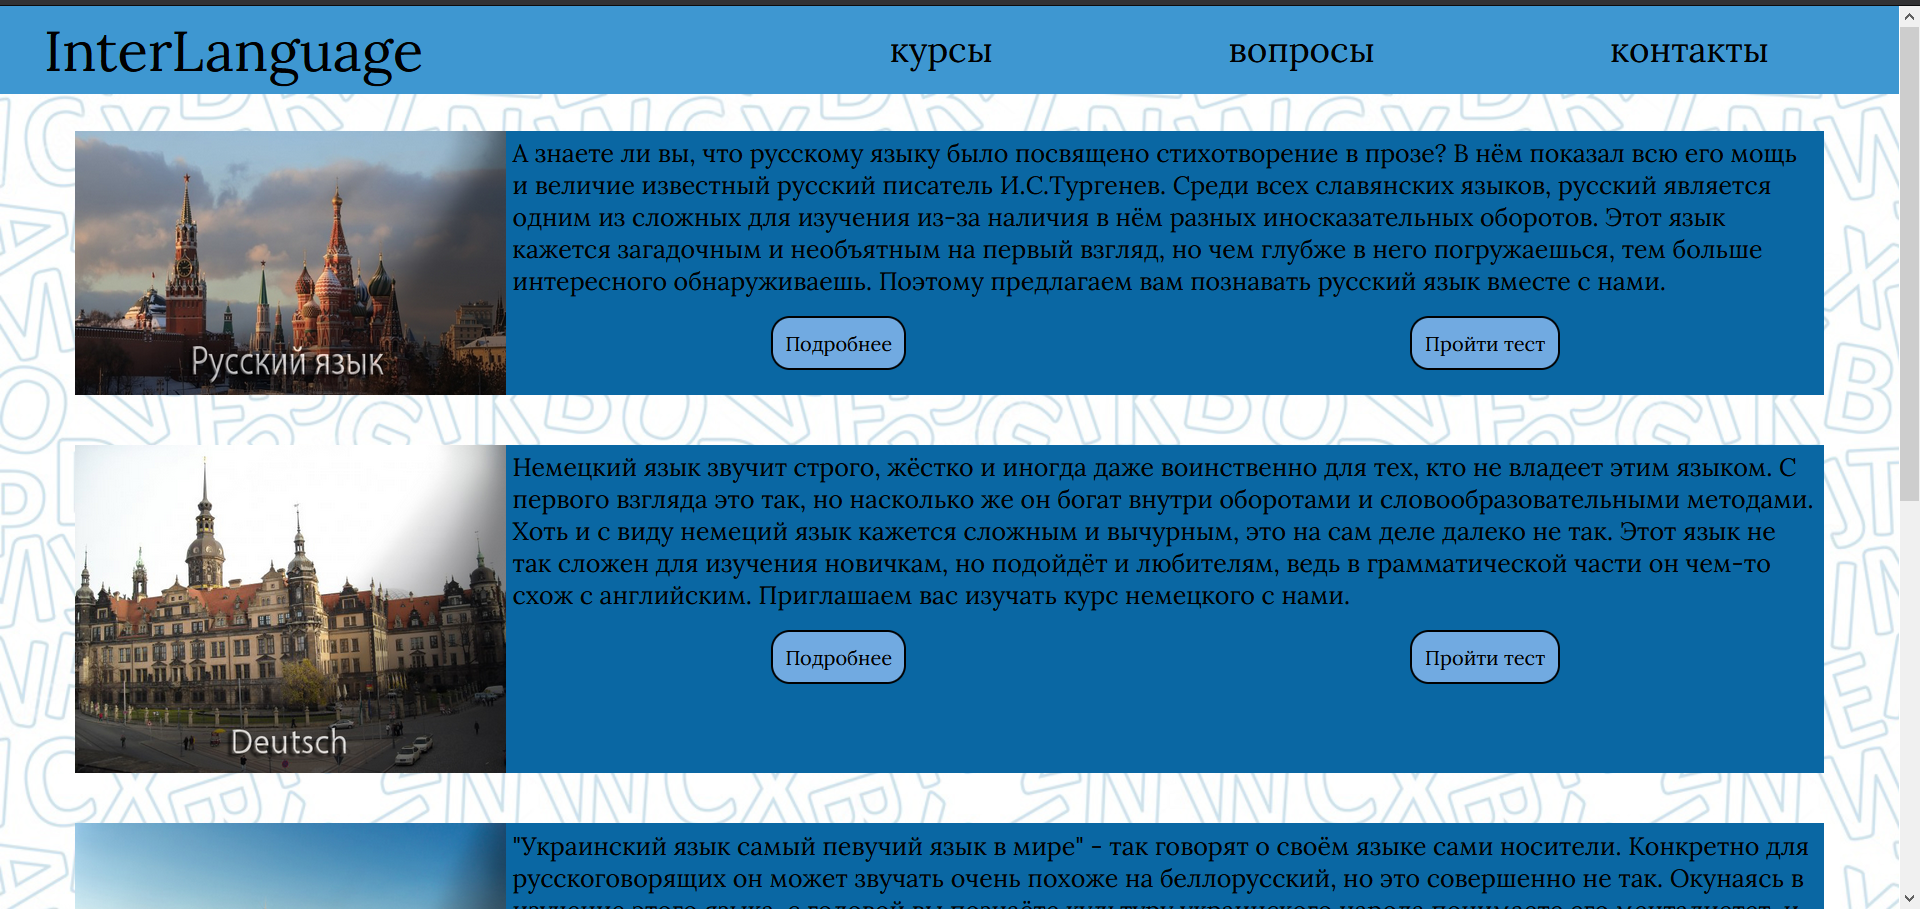 InterLanguage
курсы
вопросы
контакты
А знаете ли вы, что русскому языку было посвящено стихотворение в прозе? В нём показал всю его мощь
и величие известный русский писатель И.С.Тургенев. Среди всех славянских языков, русский является
одним из сложных для изучения из-за наличия в нём разных иносказательных оборотов. Этот язык
кажется загадочным и необъятным на первый взгляд, но чем глубже в него погружаешься, тем больше
интересного обнаруживаешь. Поэтому предлагаем вам познавать русский язык вместе с нами.
Подробнее
Пройти тест
Русский язык
Немецкий язык звучит строго, жёстко и иногда даже воинственно для тех, кто не владеет этим языком. С
первого взгляда это так, но насколько же он богат внутри оборотами и словообразовательными методами.
Хоть и с виду немеций язык кажется сложным и вычурным, это на сам деле далеко не так. Этот язык не
так сложен для изучения новичкам, но подойдёт и любителям, ведь в грамматической части он чем-то
схож с английским. Приглашаем вас изучать курс немецкого с нами.
Подробнее
Пройти тест
Deutsch
"Украинский язык самый певучий язык в мире" - так говорят о своём языке сами носители. Конкретно для
русскоговорящих он может звучать очень похоже на беллорусский, но это совершенно не так. Окунаясь в